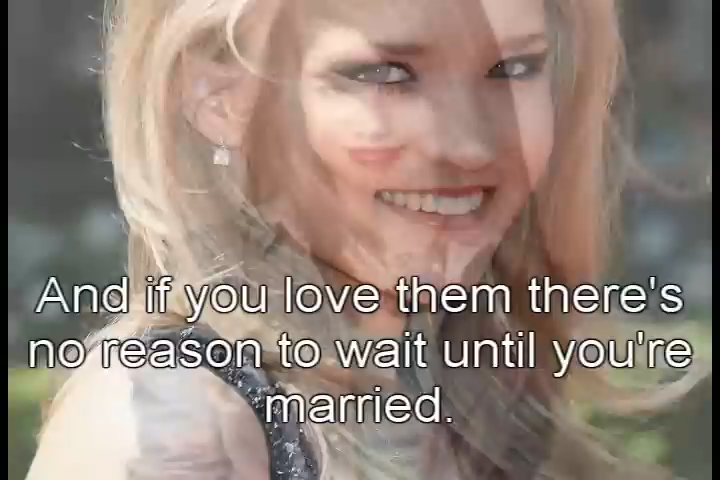 And if you love them there's
no reason to wait until you're
married.